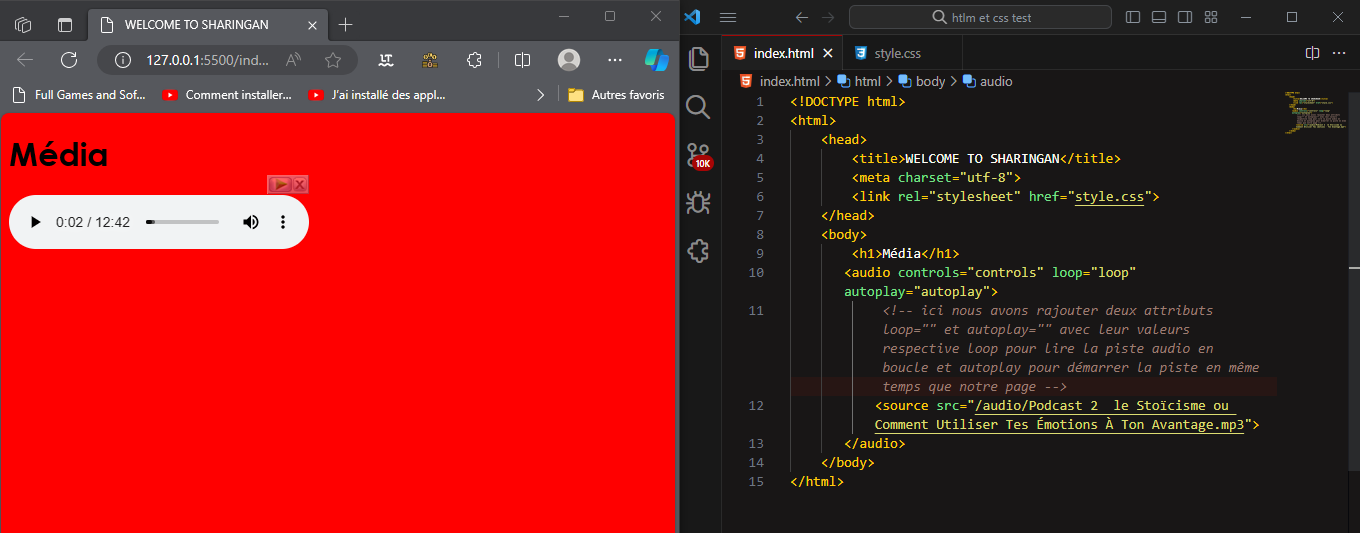 WELCOME TO SHARINGAN
127.0.0.1:5500/ind...
Full Games and Sof...
Comment installer...
J'ai installé des appl...
Autres favoris
Média
0:02 / 12:42
htlm et css test
index.html
style.css
10K
index.html > html > body > audio
1 <!DOCTYPE html>
2 <html>
3 <head>
4 <title>WELCOME TO SHARINGAN</title>
5 <meta charset="utf-8">
6 <link rel="stylesheet" href="style.css">
7 </head>
8 <body>
9 <h1>Média</h1>
10 <audio controls="controls" loop="loop"
autoplay="autoplay">
11 <!-- ici nous avons rajouter deux attributs
loop="" et autoplay="" avec leur valeurs
respective loop pour lire la piste audio en
boucle et autoplay pour démarrer la piste en même
temps que notre page -->
12 <source src="/audio/Podcast 2  le Stoïcisme ou
Comment Utiliser Tes Émotions À Ton Avantage.mp3">
13 </audio>
14 </body>
15 </html>